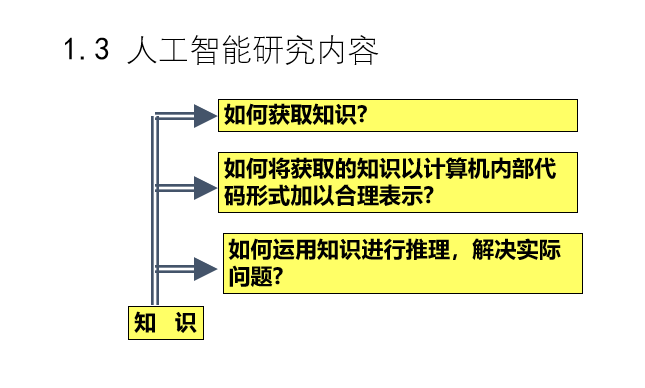 1.3 人工智能研究内容
如何获取知识？
如何将获取的知识以计算机内部代
码形式加以合理表示？
如何运用知识进行推理，解决实际
问题？
知 识